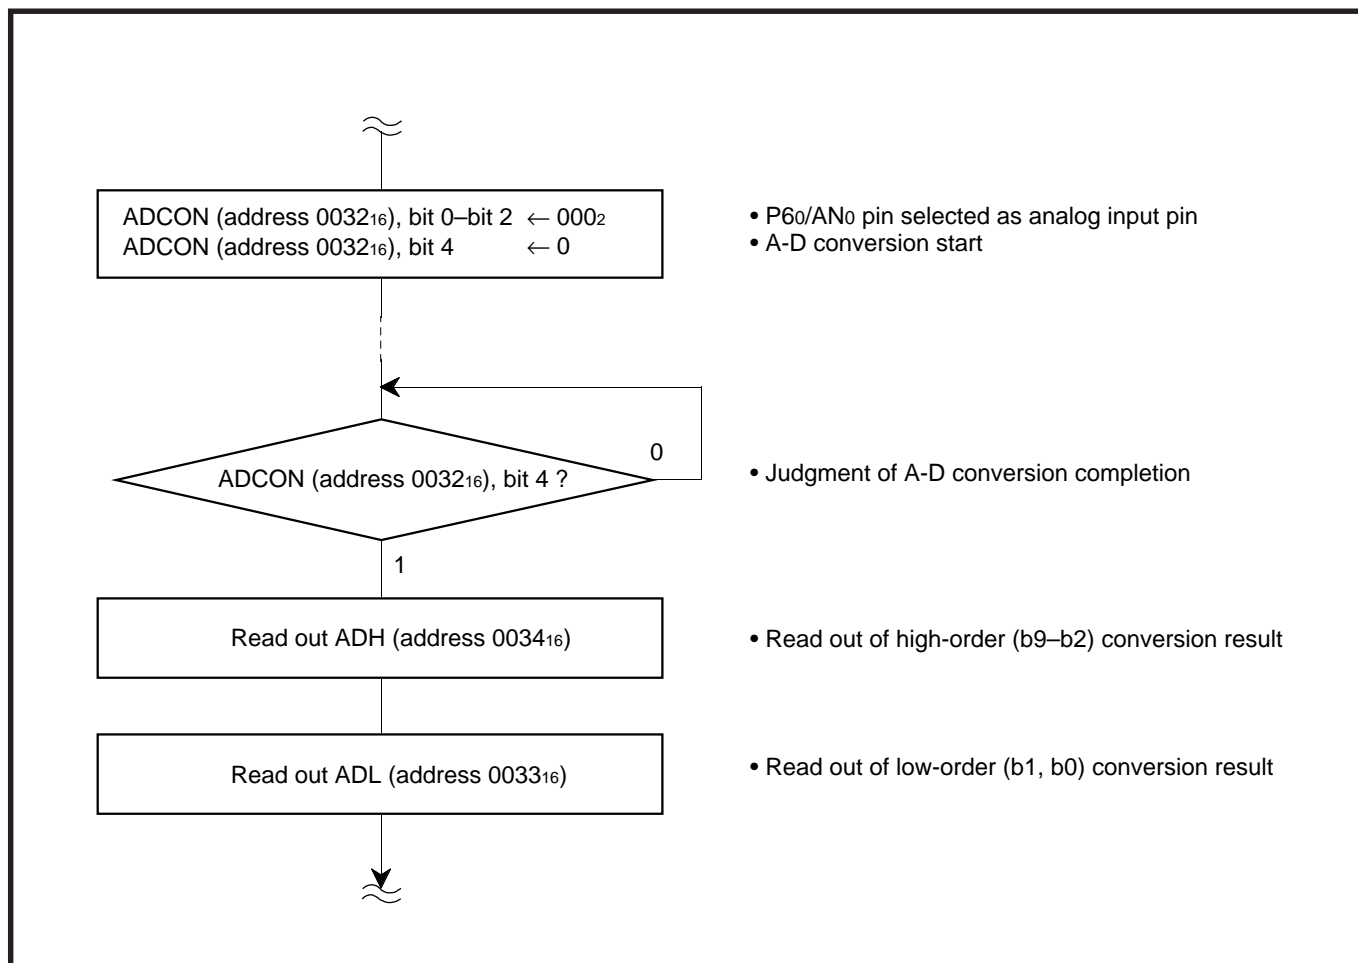 ADCON (address 0032₁₆), bit 0–bit 2 ← 000₂
ADCON (address 0032₁₆), bit 4 ← 0
• P6₀/AN₀ pin selected as analog input pin
• A-D conversion start
0
ADCON (address 0032₁₆), bit 4 ?
• Judgment of A-D conversion completion
1
Read out ADH (address 0034₁₆)
• Read out of high-order (b9–b2) conversion result
Read out ADL (address 0033₁₆)
• Read out of low-order (b1, b0) conversion result